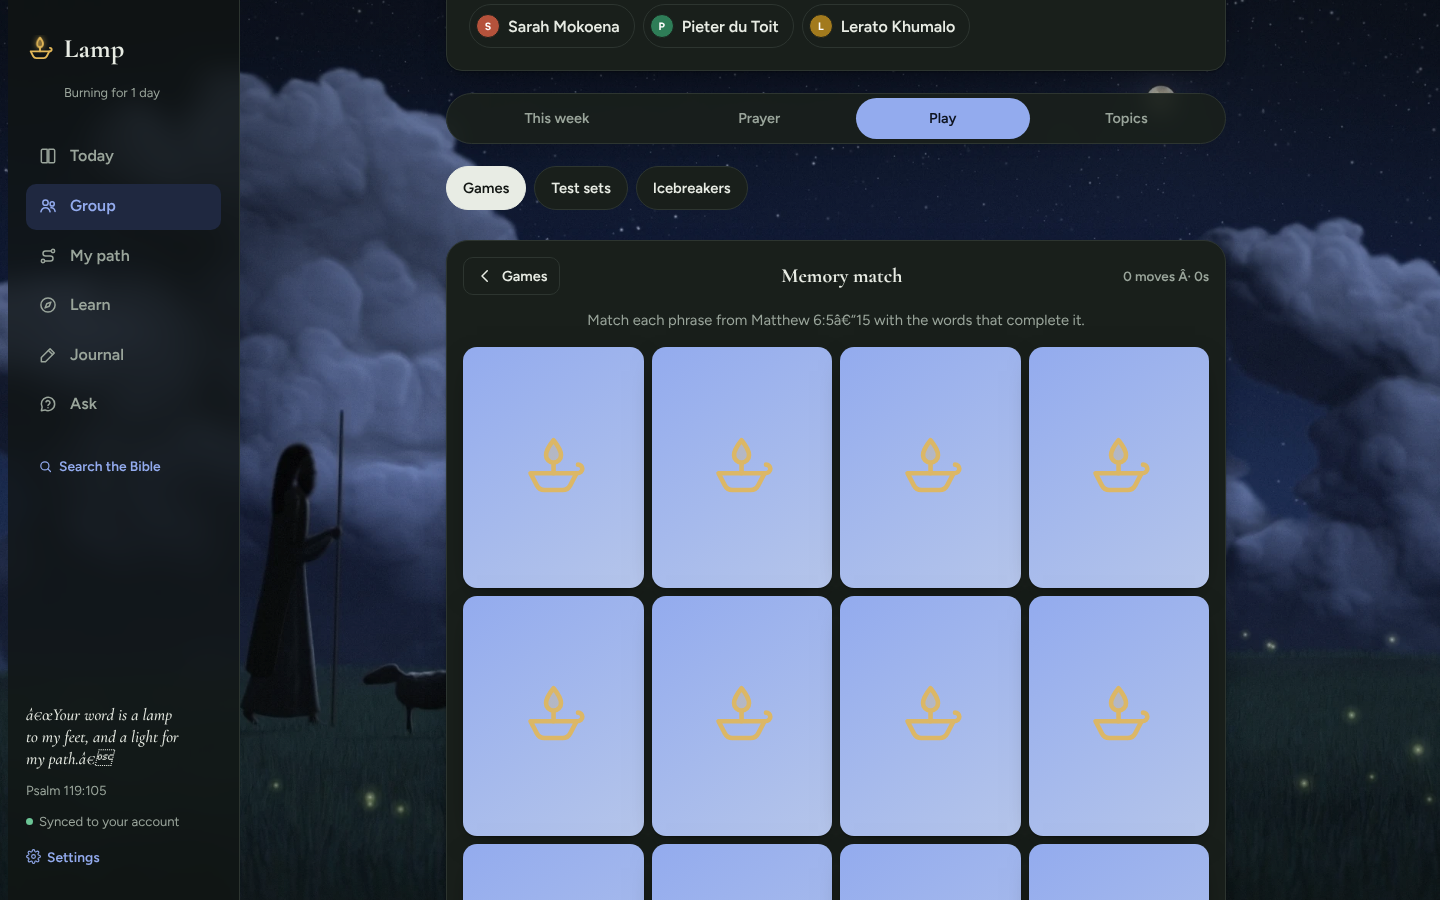 Lamp
Burning for 1 day
Today
Group
My path
Learn
Journal
Ask
Search the Bible
â€œYour word is a lamp
to my feet, and a light for
my path.â€
Psalm 119:105
Synced to your account
Settings
S Sarah Mokoena
P Pieter du Toit
L Lerato Khumalo
This week
Prayer
Play
Topics
Games
Test sets
Icebreakers
Games
Memory match
0 moves Â· 0s
Match each phrase from Matthew 6:5â€“15 with the words that complete it.